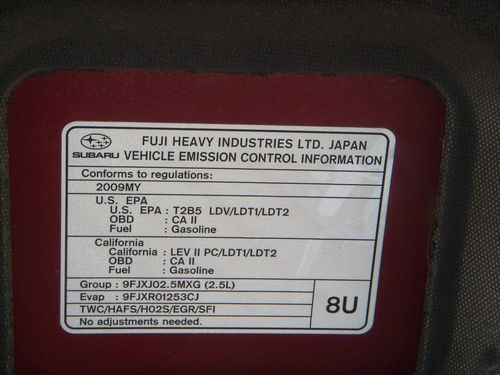 FUJI HEAVY INDUSTRIES LTD. JAPAN
SUBARU VEHICLE EMISSION CONTROL INFORMATION
Conforms to regulations:
2009MY
U.S. EPA
U.S. EPA : T2B5 LDV/LDT1/LDT2
OBD : CA II
Fuel : Gasoline
California
California : LEV II PC/LDT1/LDT2
OBD : CA II
Fuel : Gasoline
Group : 9FJXJ02.5MXG (2.5L)
Evap : 9FJXR01253CJ
TWC/HAFS/HO2S/EGR/SFI
No adjustments needed.
8U